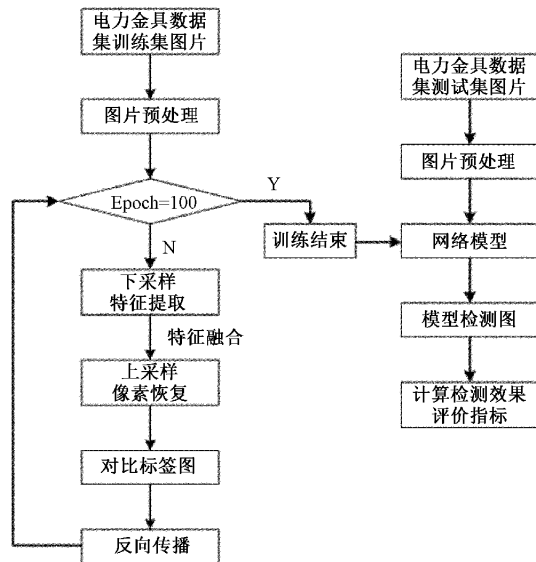 电力金具数据
集训练集图片
图片预处理
Epoch=100
Y
N
下采样
特征提取
特征融合
上采样
像素恢复
对比标签图
反向传播
训练结束
电力金具数据
集测试集图片
图片预处理
网络模型
模型检测图
计算检测效果
评价指标